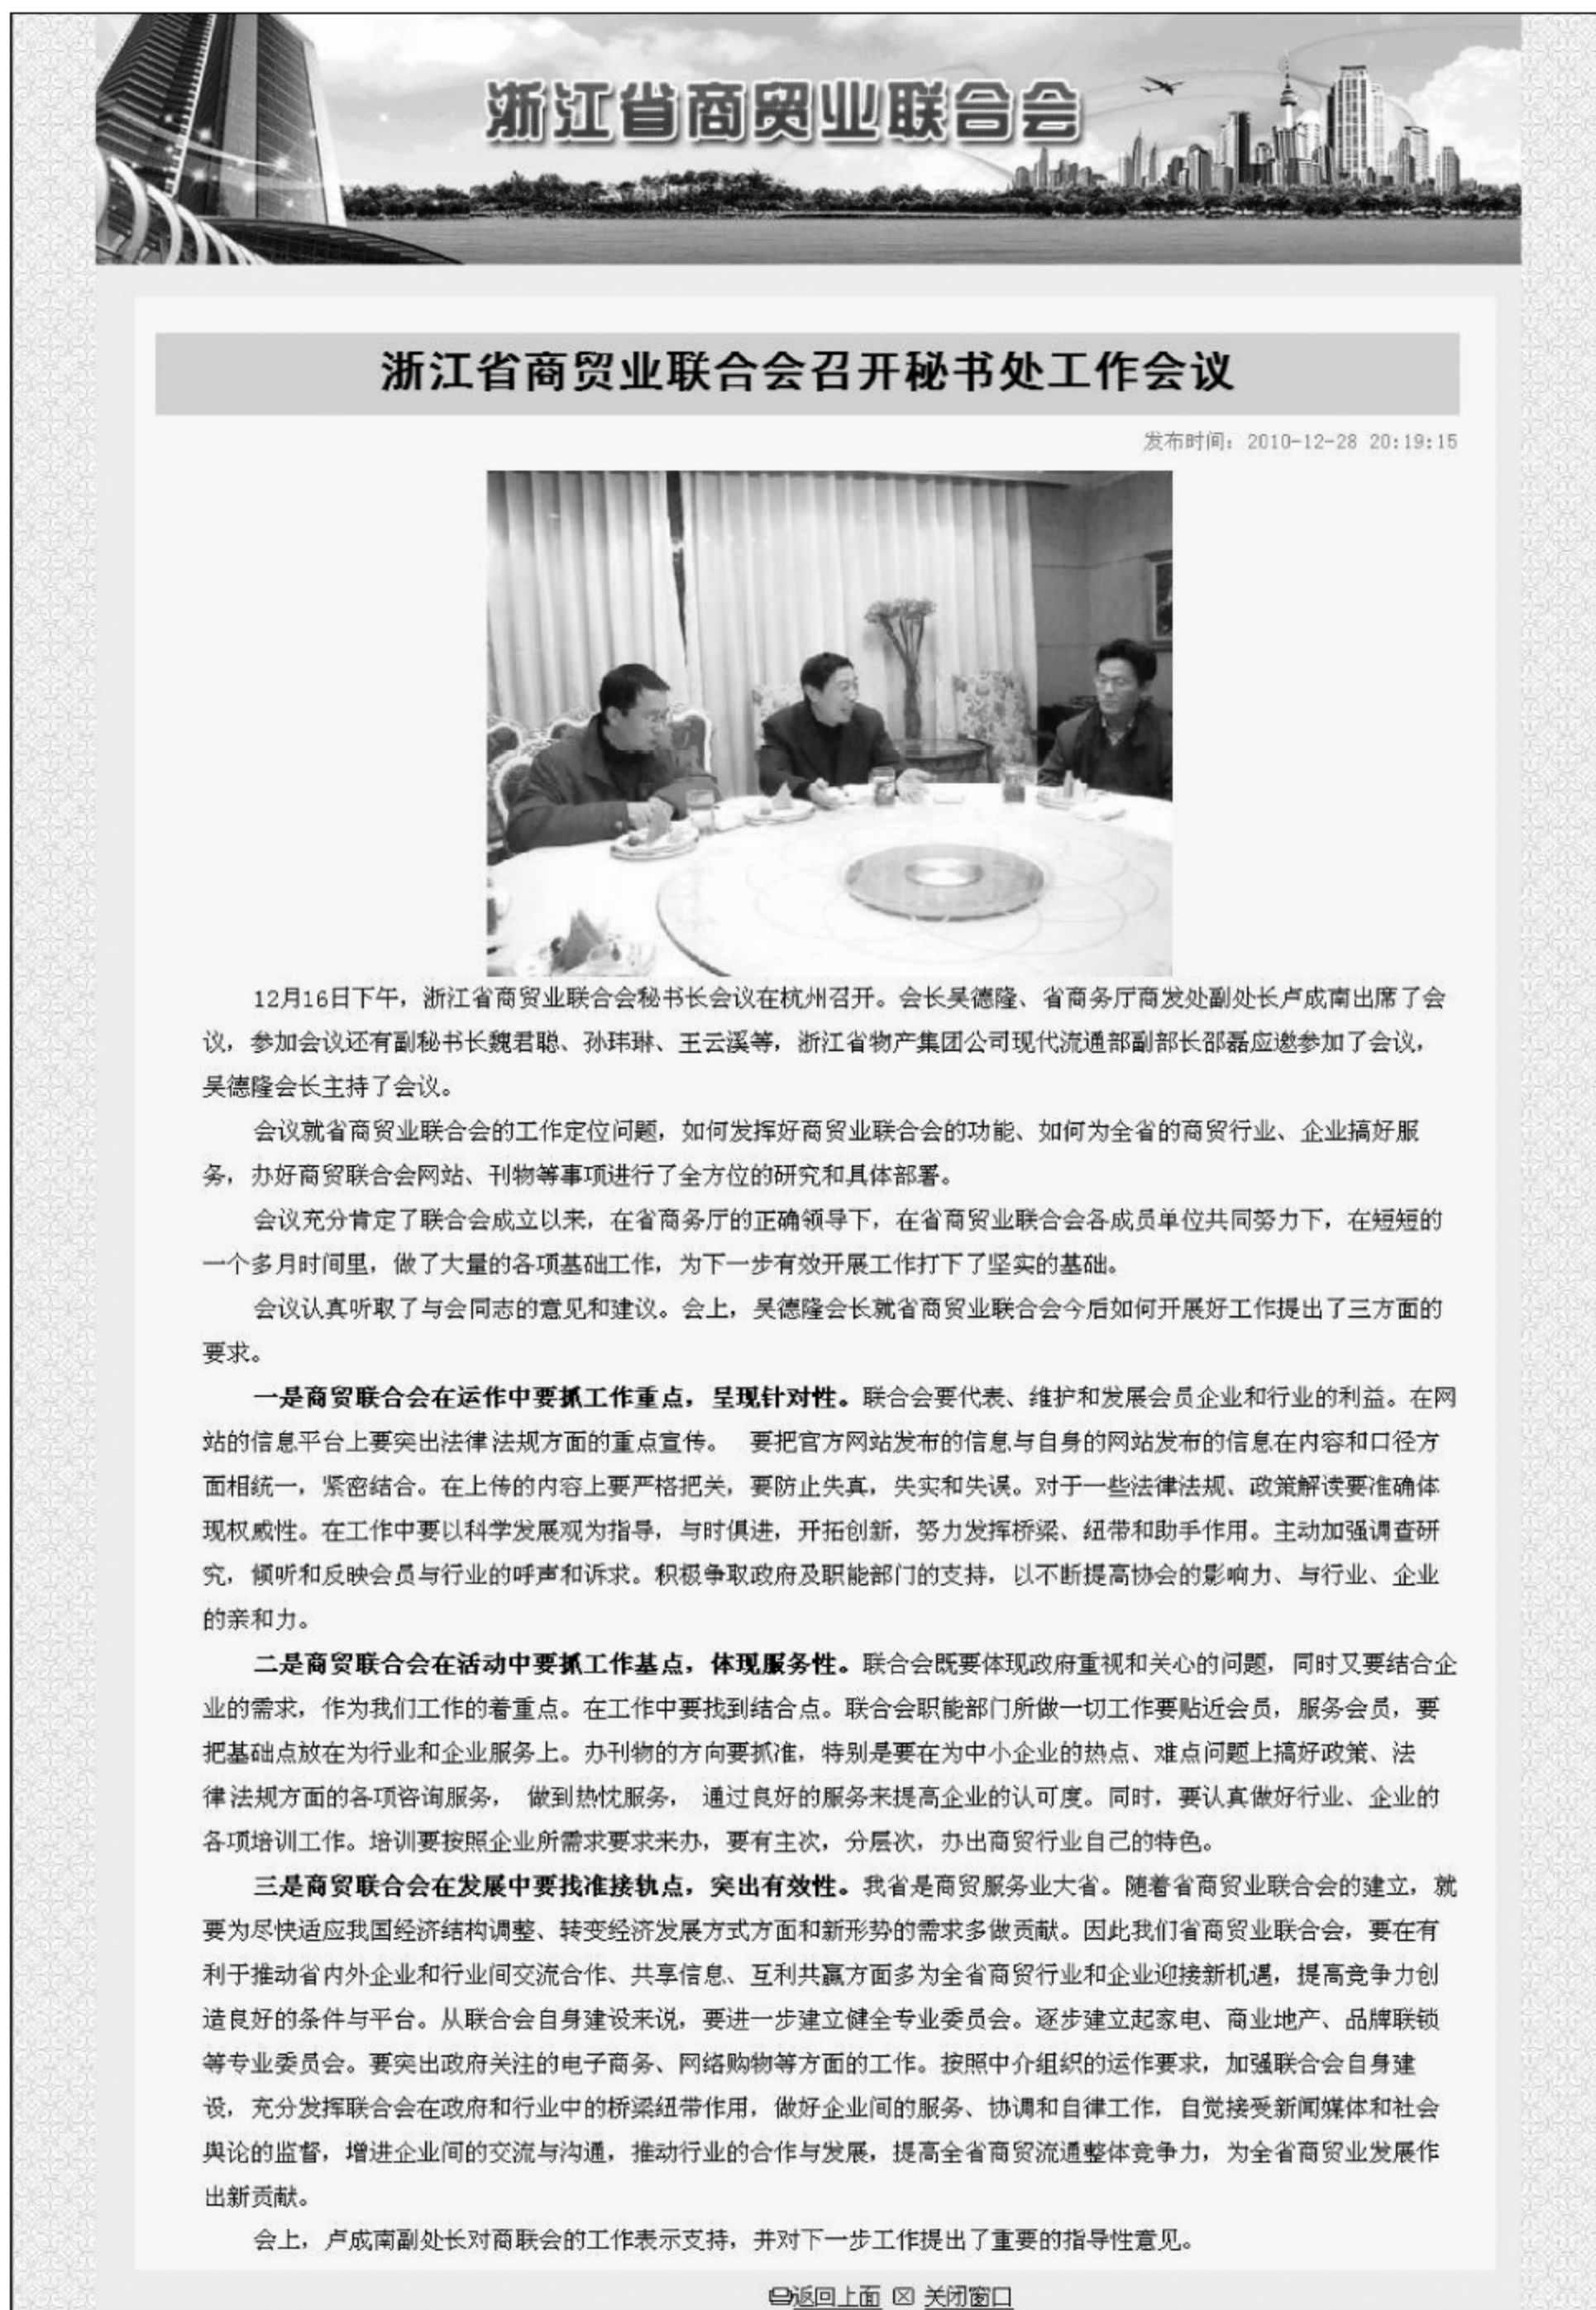 浙江省商贸业联合会
浙江省商贸业联合会召开秘书处工作会议
发布时间：2010-12-28 20:19:15
12月16日下午，浙江省商贸业联合会秘书长会议在杭州召开。会长吴德隆、省商务厅商发处副处长卢成南出席了会
议，参加会议还有副秘书长魏君聪、孙玮琳、王云溪等，浙江省物产集团公司现代流通部副部长邵磊应邀参加了会议，
吴德隆会长主持了会议。
会议就省商贸业联合会的工作定位问题，如何发挥好商贸业联合会的功能、如何为全省的商贸行业、企业搞好服
务，办好商贸联合会网站、刊物等事项进行了全方位的研究和具体部署。
会议充分肯定了联合会成立以来，在省商务厅的正确领导下，在省商贸业联合会各成员单位共同努力下，在短短的
一个多月时间里，做了大量的各项基础工作，为下一步有效开展工作打下了坚实的基础。
会议认真听取了与会同志的意见和建议。会上，吴德隆会长就省商贸业联合会今后如何开展好工作提出了三方面的
要求。
一是商贸联合会在运作中要抓工作重点，呈现针对性。联合会要代表、维护和发展会员企业和行业的利益。在网
站的信息平台上要突出法律法规方面的重点宣传。 要把官方网站发布的信息与自身的网站发布的信息在内容和口径方
面相统一，紧密结合。在上传的内容上要严格把关，要防止失真，失实和失误。对于一些法律法规、政策解读要准确体
现权威性。在工作中要以科学发展观为指导，与时俱进，开拓创新，努力发挥桥梁、纽带和助手作用。主动加强调查研
究，倾听和反映会员与行业的呼声和诉求。积极争取政府及职能部门的支持，以不断提高协会的影响力、与行业、企业
的亲和力。
二是商贸联合会在活动中要抓工作基点，体现服务性。联合会既要体现政府重视和关心的问题，同时又要结合企
业的需求，作为我们工作的着重点。在工作中要找到结合点。联合会职能部门所做一切工作要贴近会员，服务会员，要
把基础点放在为行业和企业服务上。办刊物的方向要抓准，特别是要在为中小企业的热点、难点问题上搞好政策、法
律法规方面的各项咨询服务， 做到热忱服务， 通过良好的服务来提高企业的认可度。同时，要认真做好行业、企业的
各项培训工作。培训要按照企业所需求要求来办，要有主次，分层次，办出商贸行业自己的特色。
三是商贸联合会在发展中要找准接轨点，突出有效性。我省是商贸服务业大省。随着省商贸业联合会的建立，就
要为尽快适应我国经济结构调整、转变经济发展方式方面和新形势的需求多做贡献。因此我们省商贸业联合会，要在有
利于推动省内外企业和行业间交流合作、共享信息、互利共赢方面多为全省商贸行业和企业迎接新机遇，提高竞争力创
造良好的条件与平台。从联合会自身建设来说，要进一步建立健全专业委员会。逐步建立起家电、商业地产、品牌联锁
等专业委员会。要突出政府关注的电子商务、网络购物等方面的工作。按照中介组织的运作要求，加强联合会自身建
设，充分发挥联合会在政府和行业中的桥梁纽带作用，做好企业间的服务、协调和自律工作，自觉接受新闻媒体和社会
舆论的监督，增进企业间的交流与沟通，推动行业的合作与发展，提高全省商贸流通整体竞争力，为全省商贸业发展作
出新贡献。
会上，卢成南副处长对商联会的工作表示支持，并对下一步工作提出了重要的指导性意见。
返回上面 关闭窗口